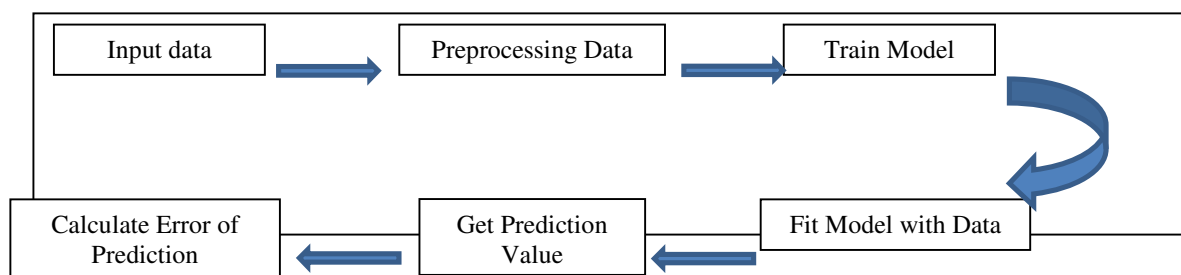 Input data
Preprocessing Data
Train Model
Fit Model with Data
Get Prediction
Value
Calculate Error of
Prediction